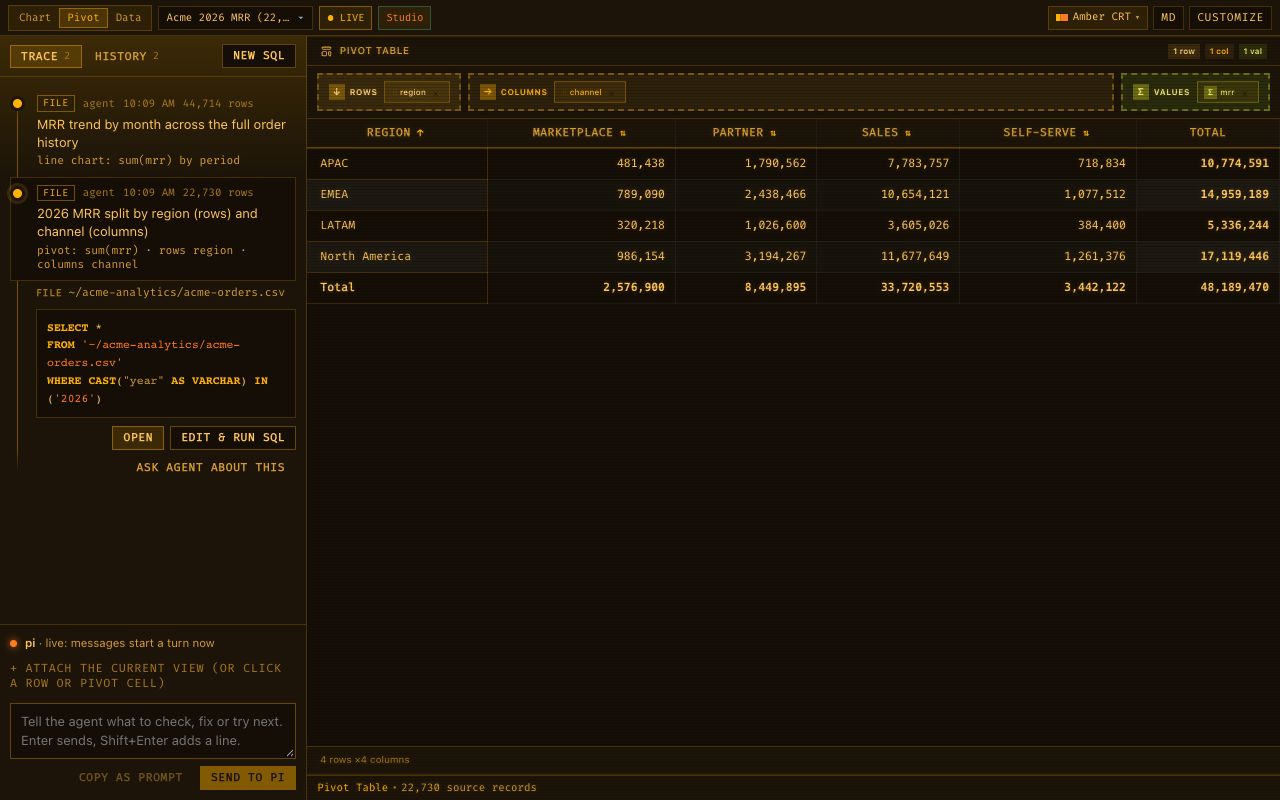 Chart Pivot Data Acme 2026 MRR (22,… LIVE Studio Amber CRT MD CUSTOMIZE
TRACE 2 HISTORY 2 NEW SQL
FILE agent 10:09 AM 44,714 rows
MRR trend by month across the full order
history
line chart: sum(mrr) by period
FILE agent 10:09 AM 22,730 rows
2026 MRR split by region (rows) and
channel (columns)
pivot: sum(mrr) · rows region ·
columns channel
FILE ~/acme-analytics/acme-orders.csv
SELECT *
FROM '~/acme-analytics/acme-
orders.csv'
WHERE CAST("year" AS VARCHAR) IN
('2026')
OPEN EDIT & RUN SQL
ASK AGENT ABOUT THIS
pi · live: messages start a turn now
+ ATTACH THE CURRENT VIEW (OR CLICK
A ROW OR PIVOT CELL)
Tell the agent what to check, fix or try next.
Enter sends, Shift+Enter adds a line.
COPY AS PROMPT SEND TO PI
PIVOT TABLE 1 row 1 col 1 val
↓ ROWS region → COLUMNS channel Σ VALUES Σ mrr
REGION ↑ MARKETPLACE ⇅ PARTNER ⇅ SALES ⇅ SELF-SERVE ⇅ TOTAL
APAC 481,438 1,790,562 7,783,757 718,834 10,774,591
EMEA 789,090 2,438,466 10,654,121 1,077,512 14,959,189
LATAM 320,218 1,026,600 3,605,026 384,400 5,336,244
North America 986,154 3,194,267 11,677,649 1,261,376 17,119,446
Total 2,576,900 8,449,895 33,720,553 3,442,122 48,189,470
4 rows ×4 columns
Pivot Table • 22,730 source records